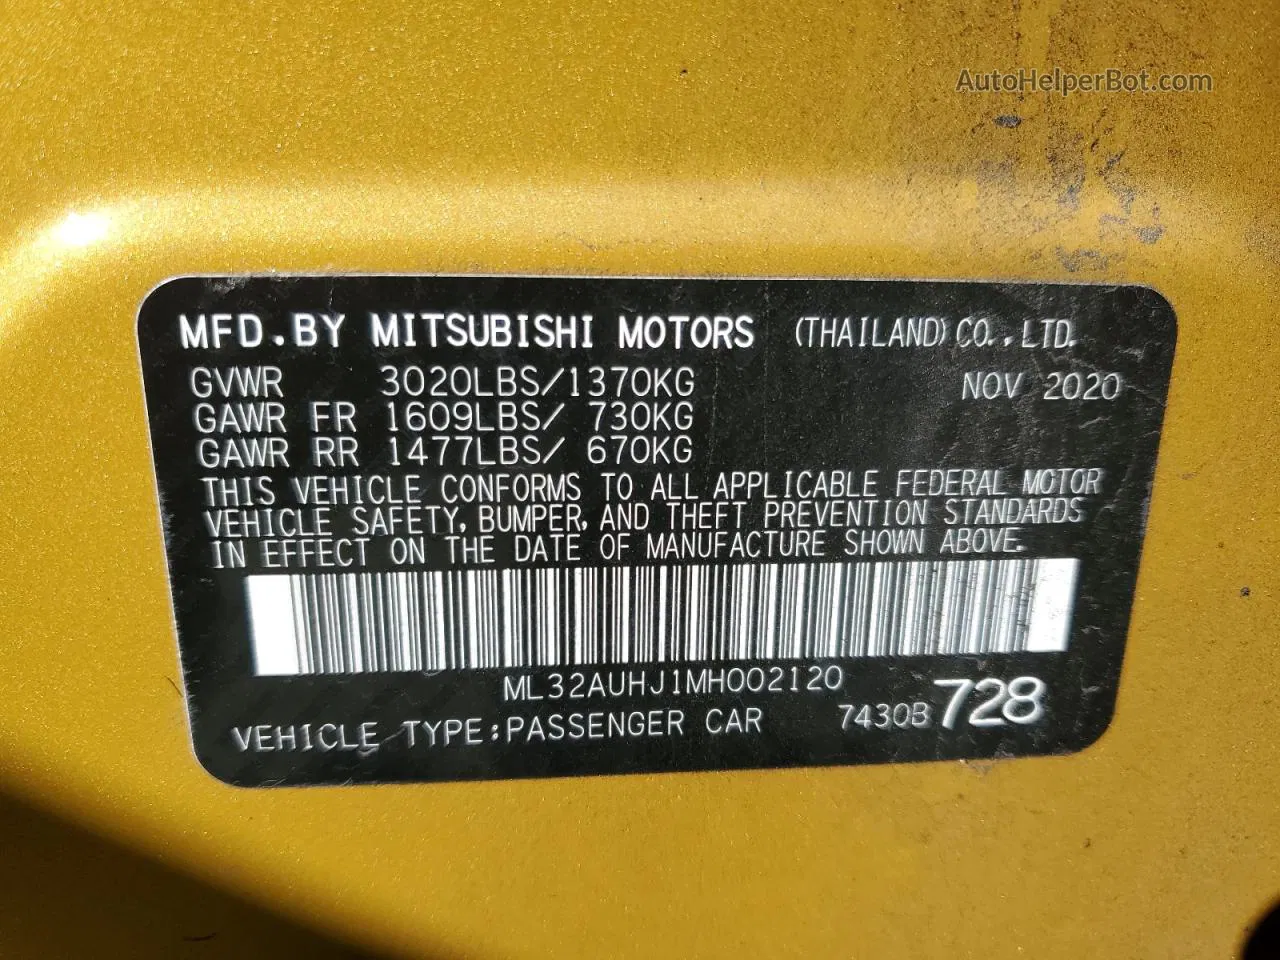 AutoHelperBot.com
MFD.BY MITSUBISHI MOTORS (THAILAND) CO., LTD.
GVWR 3020LBS/1370KG NOV 2020
GAWR FR 1609LBS/ 730KG
GAWR RR 1477LBS/ 670KG
THIS VEHICLE CONFORMS TO ALL APPLICABLE FEDERAL MOTOR
VEHICLE SAFETY, BUMPER, AND THEFT PREVENTION STANDARDS
IN EFFECT ON THE DATE OF MANUFACTURE SHOWN ABOVE.
ML32AUHJ1MH002120
VEHICLE TYPE:PASSENGER CAR 7430B 728